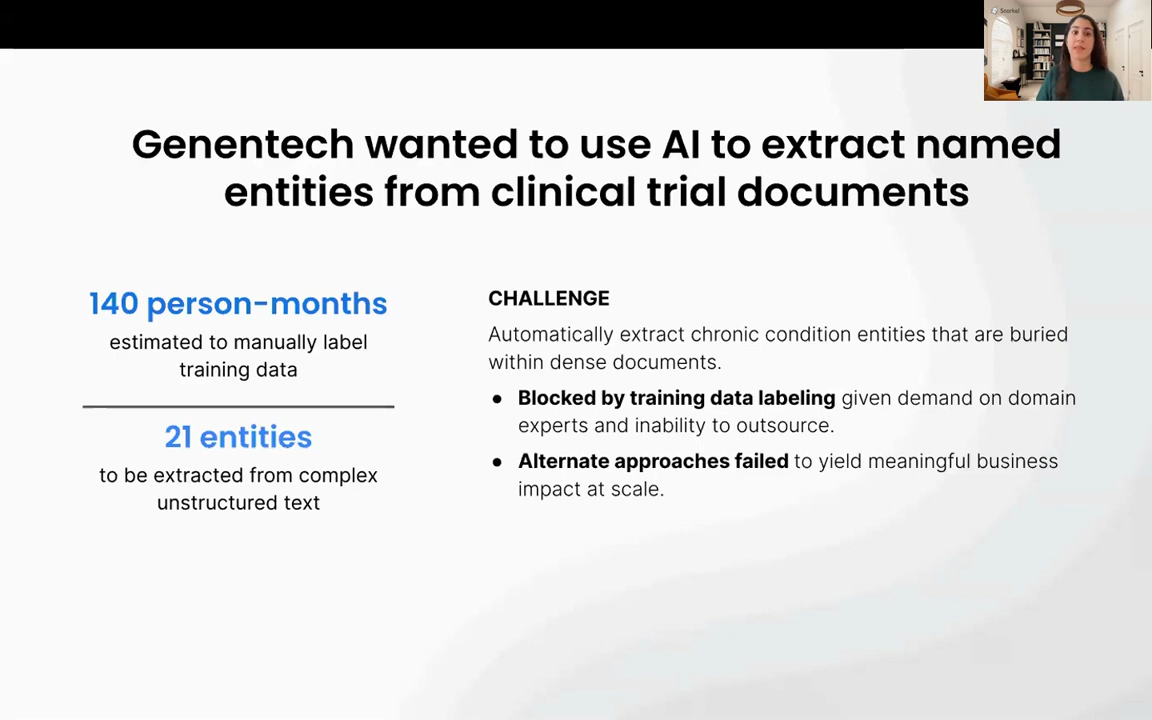 Snorkel
Genentech wanted to use AI to extract named
entities from clinical trial documents
140 person-months
estimated to manually label
training data
21 entities
to be extracted from complex
unstructured text
CHALLENGE
Automatically extract chronic condition entities that are buried
within dense documents.
● Blocked by training data labeling given demand on domain
experts and inability to outsource.
● Alternate approaches failed to yield meaningful business
impact at scale.